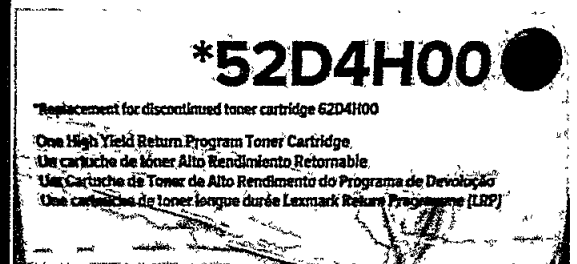 *52D4H00
*Replacement for discontinued toner cartridge 62D4H00
One High Yield Return Program Toner Cartridge
Un cartucho de tóner Alto Rendimiento Retornable
Um Cartucho de Toner de Alto Rendimento do Programa de Devolução
Une cartouche de toner longue durée Lexmark Return Programme (LRP)